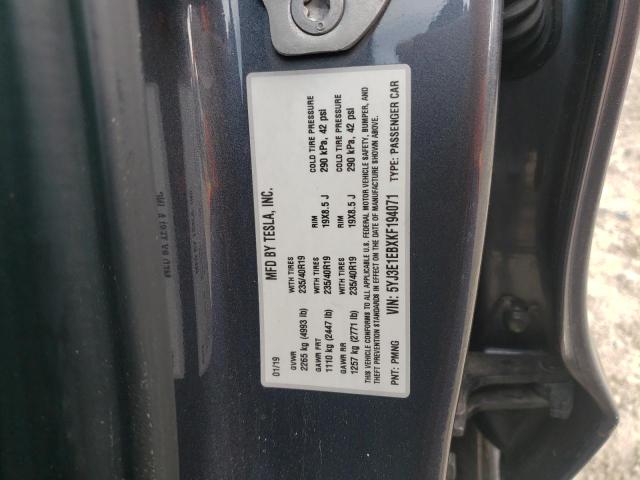 01/19 MFD BY TESLA, INC.
GVWR WITH TIRES RIM COLD TIRE PRESSURE
2265 kg (4993 lb) 235/40R19 19X8.5 J 290 kPa, 42 psi
GAWR FRT WITH TIRES RIM COLD TIRE PRESSURE
1110 kg (2447 lb) 235/40R19 19X8.5 J 290 kPa, 42 psi
GAWR RR WITH TIRES
1257 kg (2771 lb) 235/40R19
THIS VEHICLE CONFORMS TO ALL APPLICABLE U.S. FEDERAL MOTOR VEHICLE SAFETY, BUMPER, AND
THEFT PREVENTION STANDARDS IN EFFECT ON THE DATE OF MANUFACTURE SHOWN ABOVE.
PNT: PMNG VIN: 5YJ3E1EBXKF194071 TYPE: PASSENGER CAR